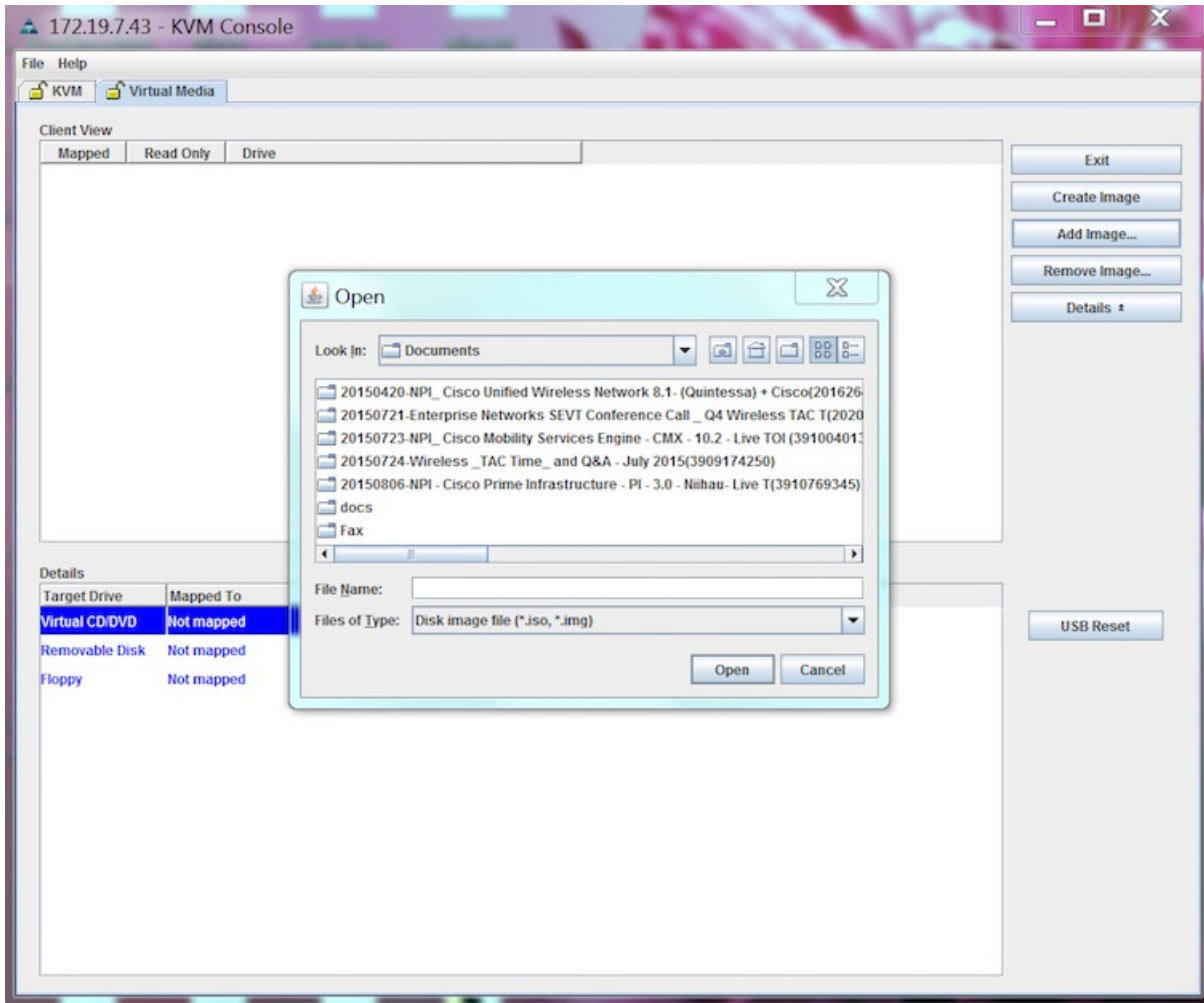 172.19.7.43 - KVM Console
File Help
KVM Virtual Media
Client View
Mapped Read Only Drive
Exit
Create Image
Add Image...
Remove Image...
Details
Open
Look In: Documents
20150420-NPI_ Cisco Unified Wireless Network 8.1- (Quintessa) + Cisco(201626
20150721-Enterprise Networks SEVT Conference Call _ Q4 Wireless TAC T(2020
20150723-NPI_ Cisco Mobility Services Engine - CMX - 10.2 - Live TOI (391004013
20150724-Wireless _TAC Time_ and Q&A - July 2015(3909174250)
20150806-NPI - Cisco Prime Infrastructure - PI - 3.0 - Niihau- Live T(3910769345)
docs
Fax
File Name:
Files of Type: Disk image file (*.iso, *.img)
Open Cancel
Details
Target Drive Mapped To
Virtual CD/DVD Not mapped
Removable Disk Not mapped
Floppy Not mapped
USB Reset